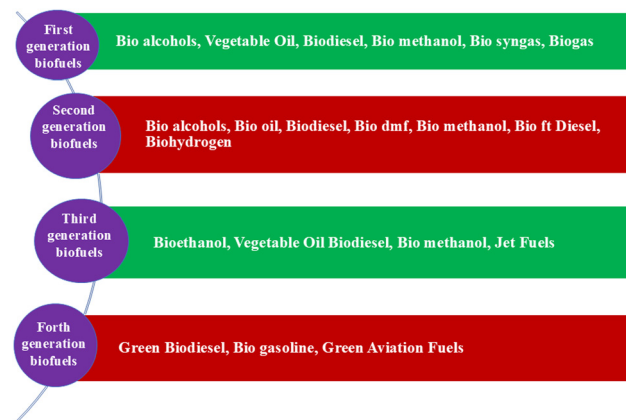 First
generation
biofuels
Bio alcohols, Vegetable Oil, Biodiesel, Bio methanol, Bio syngas, Biogas
Second
generation
biofuels
Bio alcohols, Bio oil, Biodiesel, Bio dmf, Bio methanol, Bio ft Diesel,
Biohydrogen
Third
generation
biofuels
Bioethanol, Vegetable Oil Biodiesel, Bio methanol, Jet Fuels
Forth
generation
biofuels
Green Biodiesel, Bio gasoline, Green Aviation Fuels